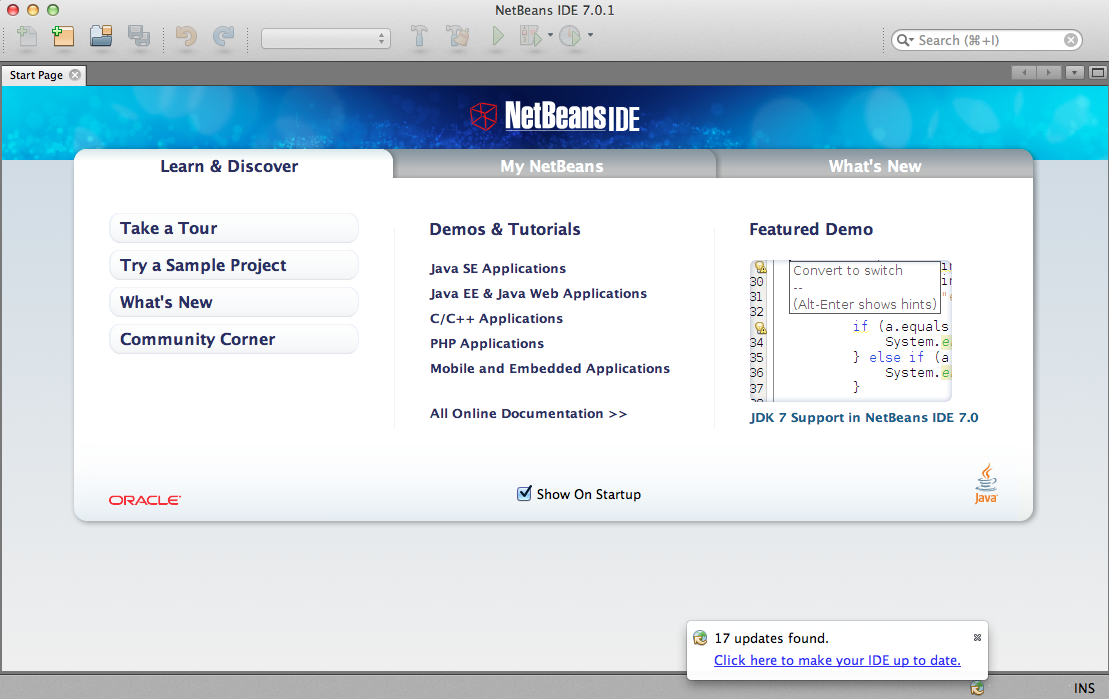 NetBeans IDE 7.0.1
Search (⌘+I)
Start Page
NetBeans IDE
Learn & Discover
My NetBeans
What's New
Take a Tour
Try a Sample Project
What's New
Community Corner
Demos & Tutorials
Java SE Applications
Java EE & Java Web Applications
C/C++ Applications
PHP Applications
Mobile and Embedded Applications
All Online Documentation >>
Featured Demo
Convert to switch
--
(Alt-Enter shows hints)
30
31
32
if (a.equals
34 System.
35 } else if (a
36 System.
37 }
JDK 7 Support in NetBeans IDE 7.0
ORACLE
Show On Startup
Java
17 updates found.
Click here to make your IDE up to date.
INS